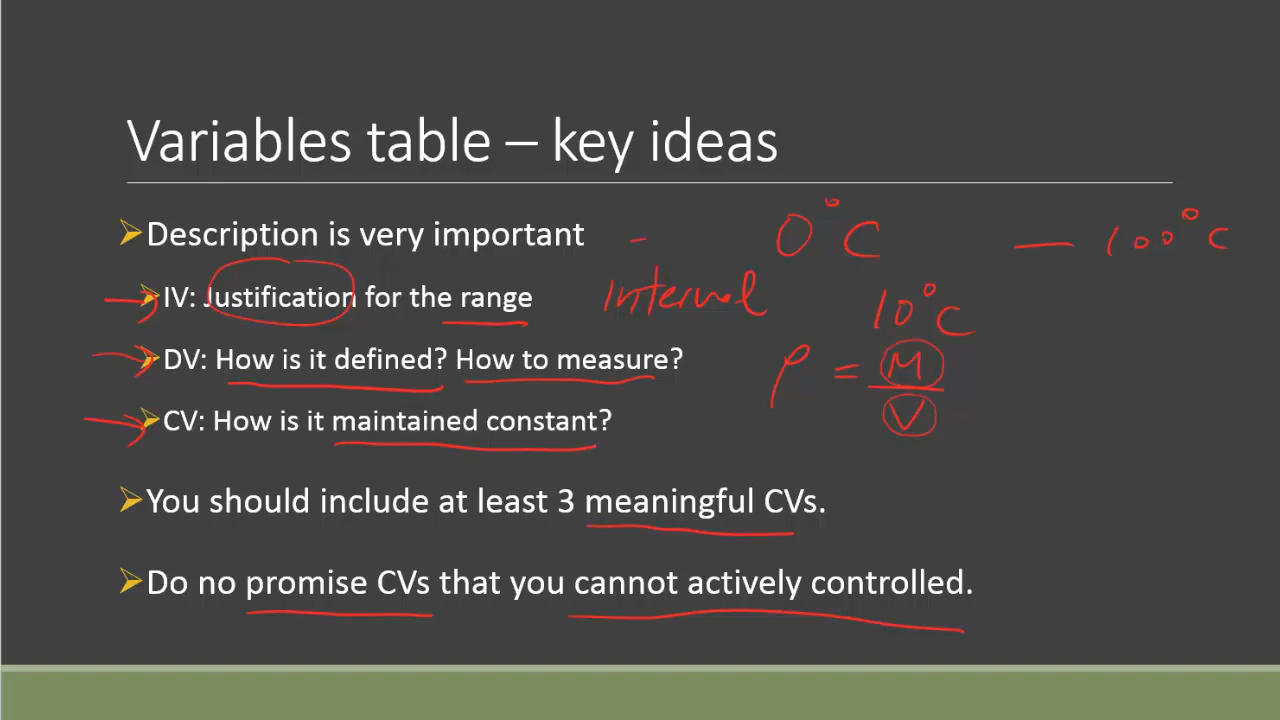 Variables table – key ideas
Description is very important
0°C — 100°C
IV: Justification for the range
Interval
10°C
DV: How is it defined? How to measure?
ρ = M/V
CV: How is it maintained constant?
You should include at least 3 meaningful CVs.
Do no promise CVs that you cannot actively controlled.